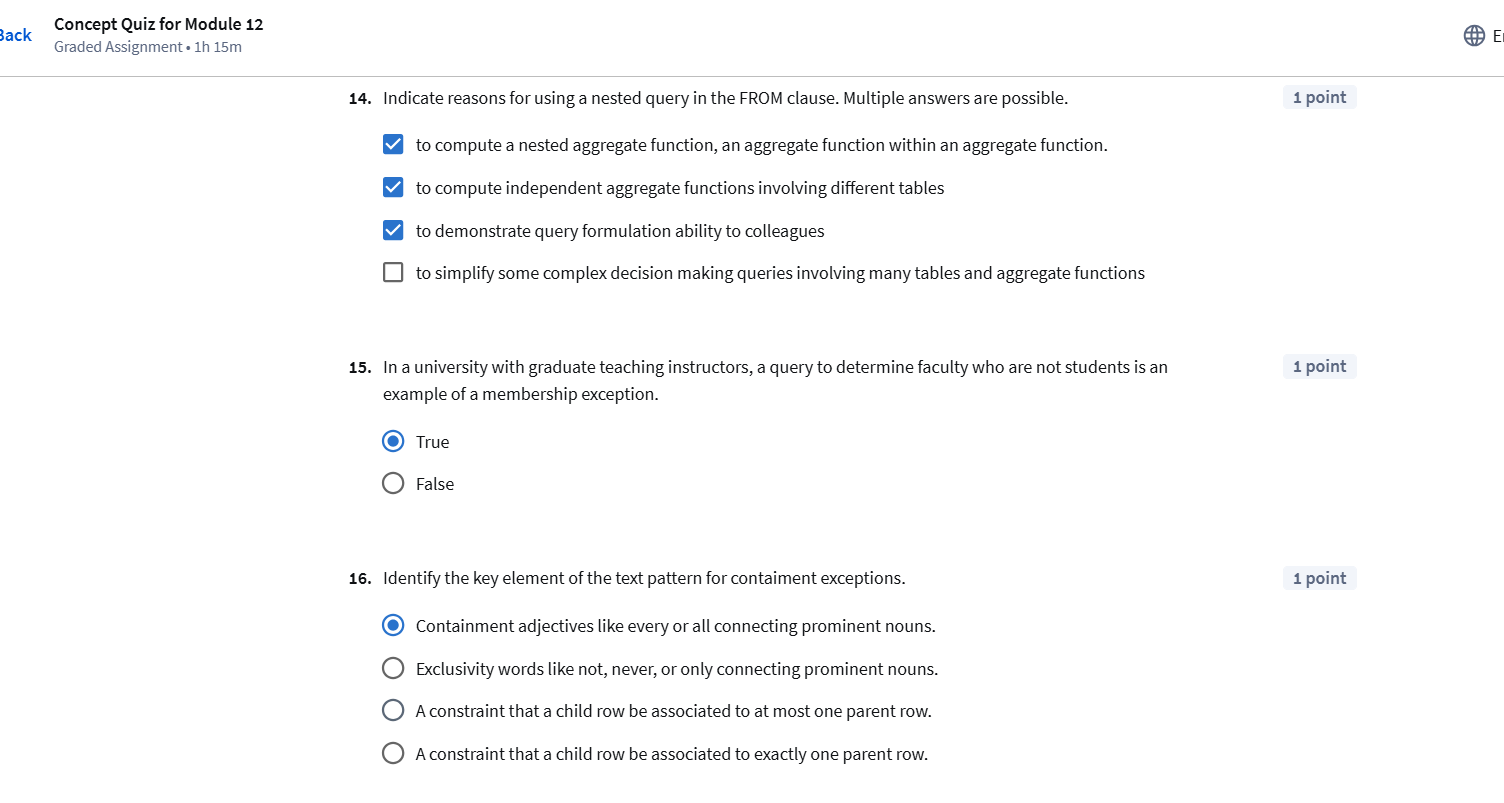 Back
Concept Quiz for Module 12
Graded Assignment • 1h 15m
14. Indicate reasons for using a nested query in the FROM clause. Multiple answers are possible.
1 point
to compute a nested aggregate function, an aggregate function within an aggregate function.
to compute independent aggregate functions involving different tables
to demonstrate query formulation ability to colleagues
to simplify some complex decision making queries involving many tables and aggregate functions
15. In a university with graduate teaching instructors, a query to determine faculty who are not students is an
example of a membership exception.
1 point
True
False
16. Identify the key element of the text pattern for contaiment exceptions.
1 point
Containment adjectives like every or all connecting prominent nouns.
Exclusivity words like not, never, or only connecting prominent nouns.
A constraint that a child row be associated to at most one parent row.
A constraint that a child row be associated to exactly one parent row.